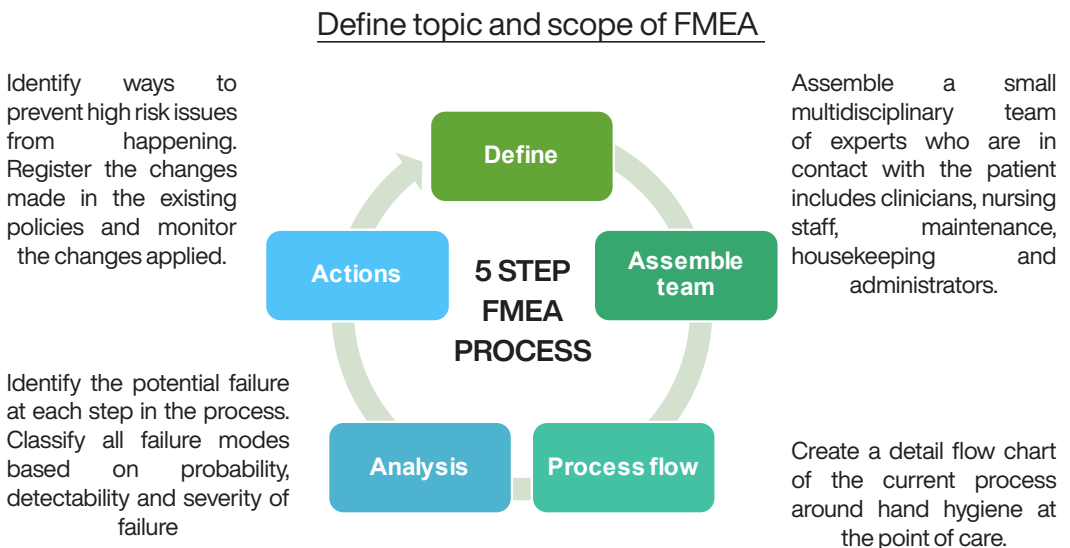 Define topic and scope of FMEA
Identify ways to
prevent high risk issues
from happening.
Register the changes
made in the existing
policies and monitor
the changes applied.
Assemble a small
multidisciplinary team
of experts who are in
contact with the patient
includes clinicians, nursing
staff, maintenance,
housekeeping and
administrators.
Define
Actions
5 STEP
FMEA
PROCESS
Assemble
team
Identify the potential failure
at each step in the process.
Classify all failure modes
based on probability,
detectability and severity of
failure
Analysis
Process flow
Create a detail flow chart
of the current process
around hand hygiene at
the point of care.